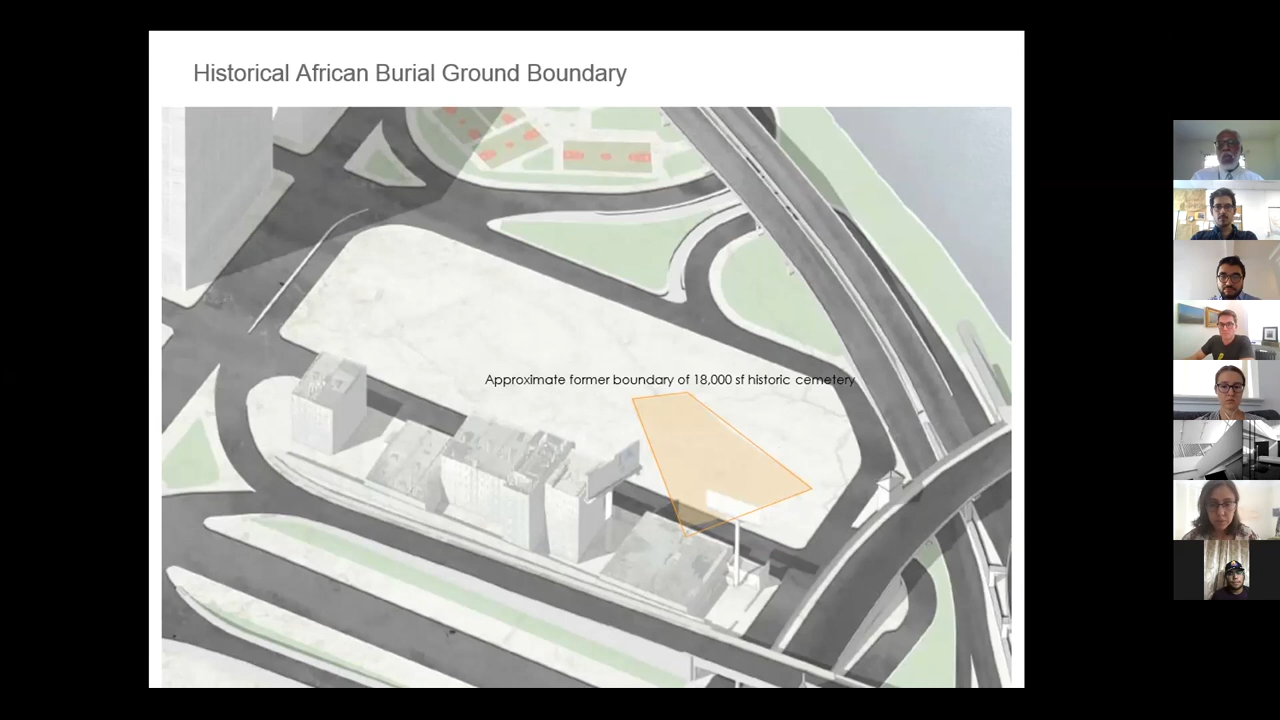 Historical African Burial Ground Boundary
Approximate former boundary of 18,000 sf historic cemetery